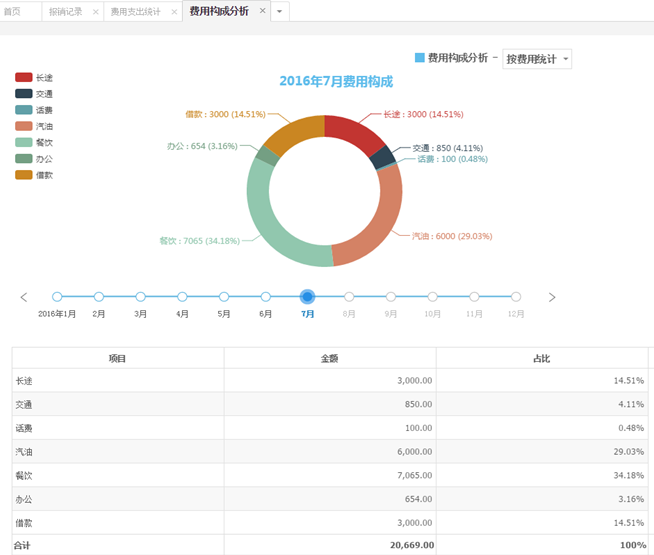 首页 报销记录 × 费用支出统计 × 费用构成分析 ×
费用构成分析 - 按费用统计
2016年7月费用构成
长途
交通
话费
汽油
餐饮
办公
借款
借款 : 3000 (14.51%)
长途 : 3000 (14.51%)
办公 : 654 (3.16%)
交通 : 850 (4.11%)
话费 : 100 (0.48%)
餐饮 : 7065 (34.18%)
汽油 : 6000 (29.03%)
2016年1月 2月 3月 4月 5月 6月 7月 8月 9月 10月 11月 12月
项目 金额 占比
长途 3,000.00 14.51%
交通 850.00 4.11%
话费 100.00 0.48%
汽油 6,000.00 29.03%
餐饮 7,065.00 34.18%
办公 654.00 3.16%
借款 3,000.00 14.51%
合计 20,669.00 100%